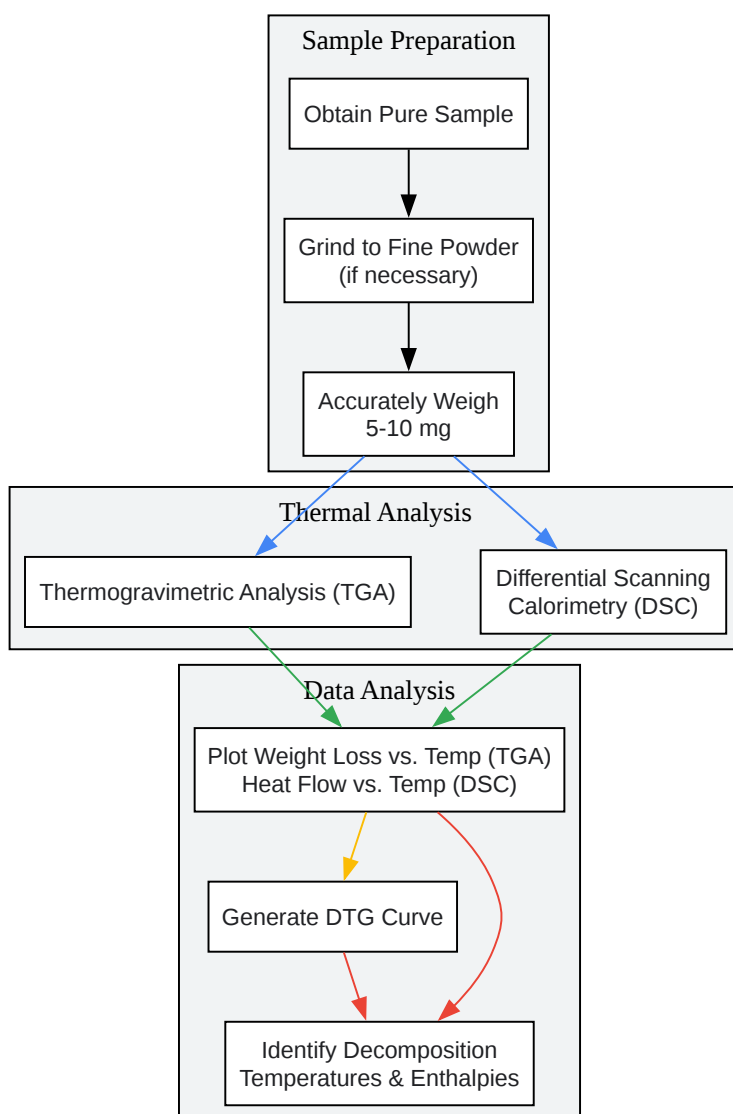 Sample Preparation
Obtain Pure Sample
Grind to Fine Powder
(if necessary)
Accurately Weigh
5-10 mg
Thermal Analysis
Thermogravimetric Analysis (TGA)
Differential Scanning
Calorimetry (DSC)
Data Analysis
Plot Weight Loss vs. Temp (TGA)
Heat Flow vs. Temp (DSC)
Generate DTG Curve
Identify Decomposition
Temperatures & Enthalpies